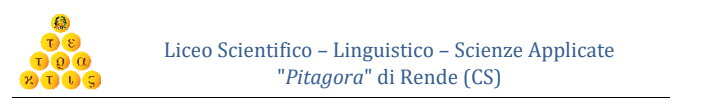 τ ε
τ ρ α
κ τ ι ς
Liceo Scientifico – Linguistico – Scienze Applicate
"Pitagora" di Rende (CS)